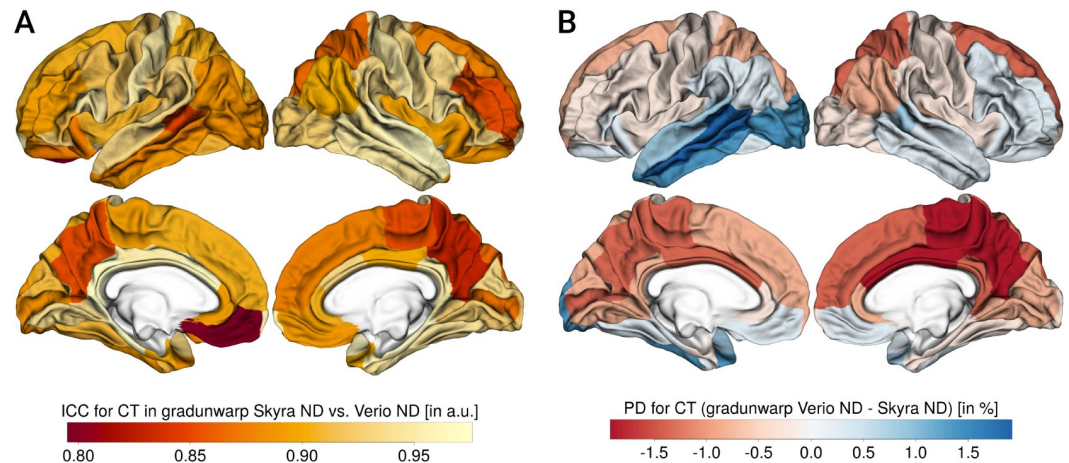 A
B
ICC for CT in gradunwarp Skyra ND vs. Verio ND [in a.u.]
0.80 0.85 0.90 0.95
PD for CT (gradunwarp Verio ND - Skyra ND) [in %]
-1.5 -1.0 -0.5 0.0 0.5 1.0 1.5